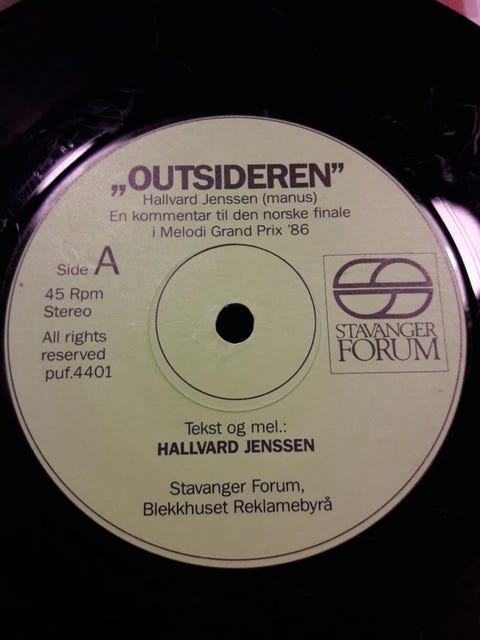 „OUTSIDEREN”
Hallvard Jenssen (manus)
En kommentar til den norske finale
i Melodi Grand Prix '86
Side A
45 Rpm
Stereo
All rights
reserved
puf.4401
STAVANGER
FORUM
Tekst og mel.:
HALLVARD JENSSEN
Stavanger Forum,
Blekkhuset Reklamebyrå